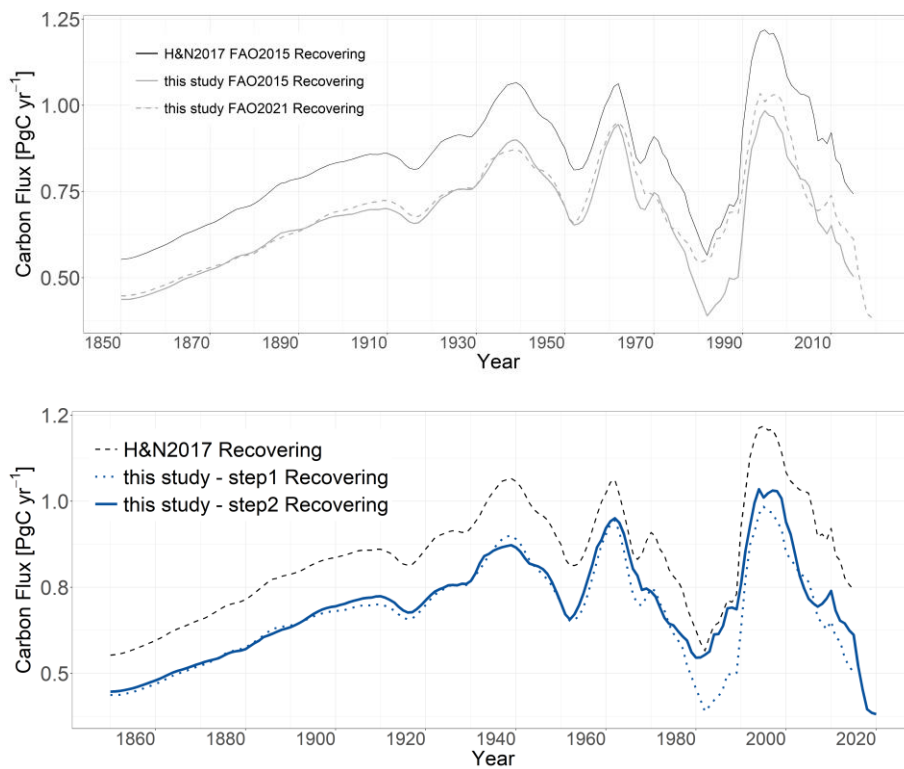 1.25
1.00
0.75
0.50
Carbon Flux [PgC yr⁻¹]
H&N2017 FAO2015 Recovering
this study FAO2015 Recovering
this study FAO2021 Recovering
1850 1870 1890 1910 1930 1950 1970 1990 2010
Year
1.2
1.0
0.8
0.5
Carbon Flux [PgC yr⁻¹]
H&N2017 Recovering
this study - step1 Recovering
this study - step2 Recovering
1860 1880 1900 1920 1940 1960 1980 2000 2020
Year